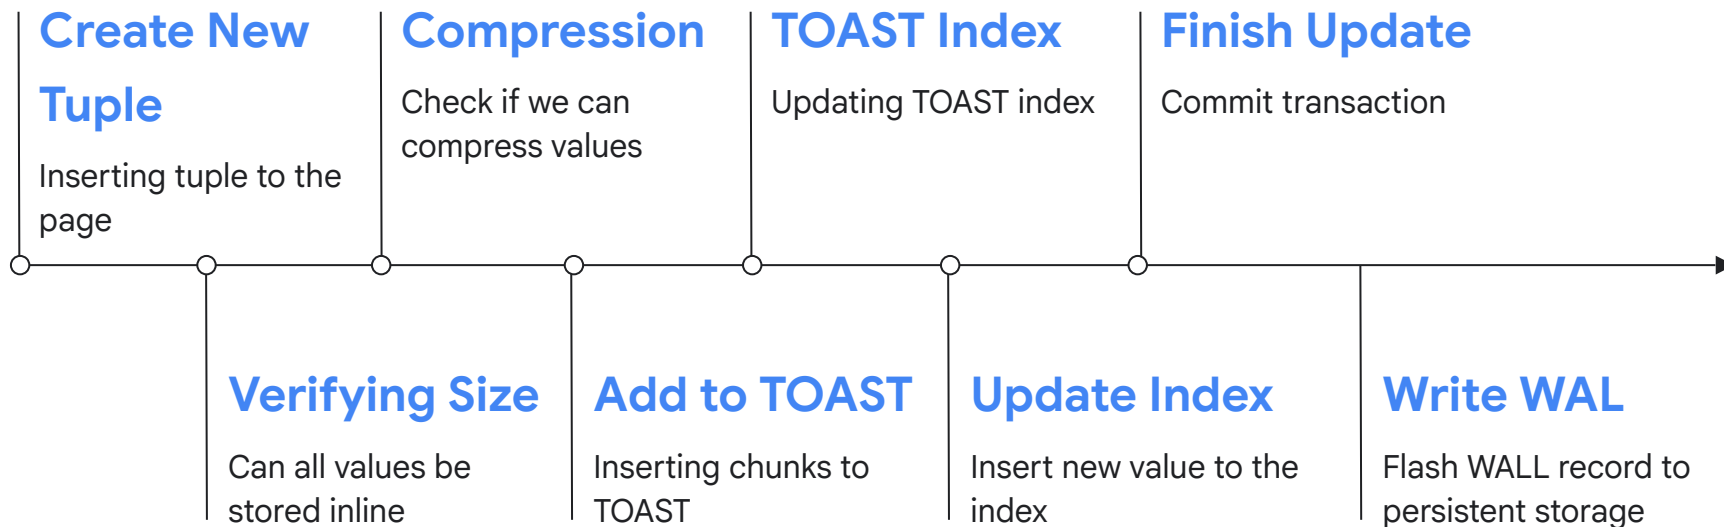 Create New
Tuple
Inserting tuple to the
page
Verifying Size
Can all values be
stored inline
Compression
Check if we can
compress values
Add to TOAST
Inserting chunks to
TOAST
TOAST Index
Updating TOAST index
Update Index
Insert new value to the
index
Finish Update
Commit transaction
Write WAL
Flash WALL record to
persistent storage